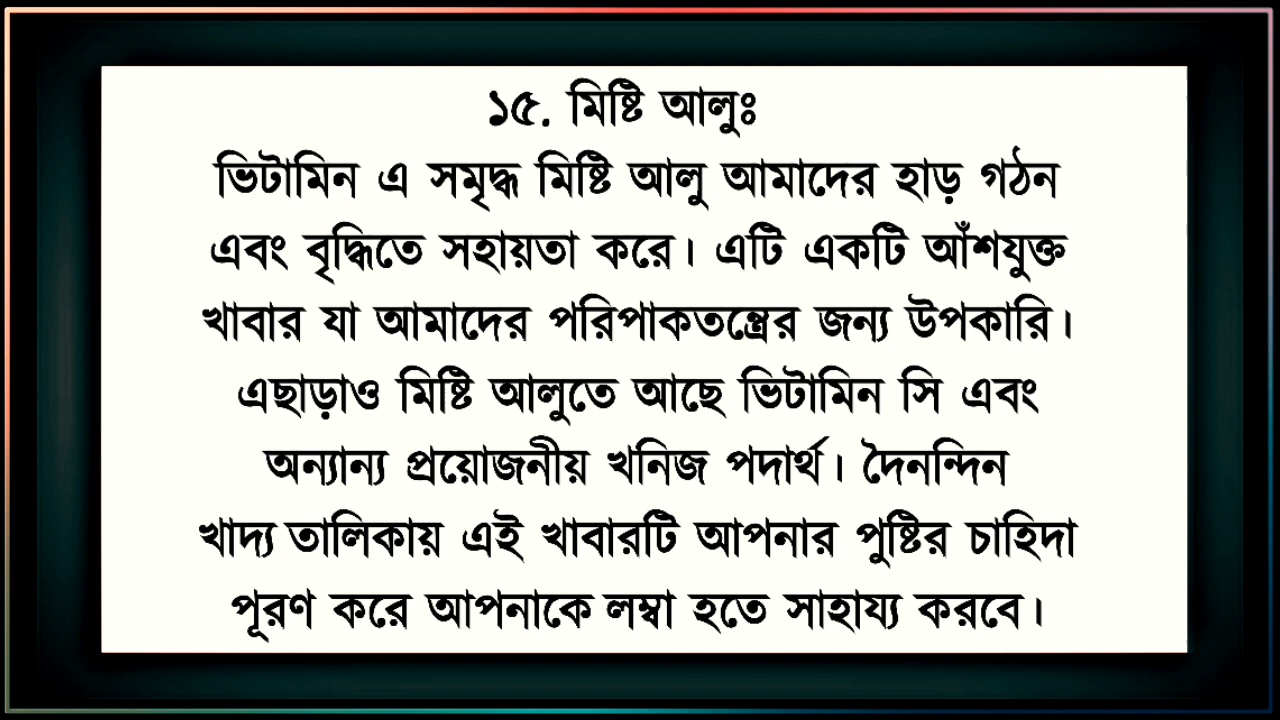 ১৫. মিষ্টি আলুঃ
ভিটামিন এ সমৃদ্ধ মিষ্টি আলু আমাদের হাড় গঠন
এবং বৃদ্ধিতে সহায়তা করে। এটি একটি আঁশযুক্ত
খাবার যা আমাদের পরিপাকতন্ত্রের জন্য উপকারি।
এছাড়াও মিষ্টি আলুতে আছে ভিটামিন সি এবং
অন্যান্য প্রয়োজনীয় খনিজ পদার্থ। দৈনন্দিন
খাদ্য তালিকায় এই খাবারটি আপনার পুষ্টির চাহিদা
পূরণ করে আপনাকে লম্বা হতে সাহায্য করবে।